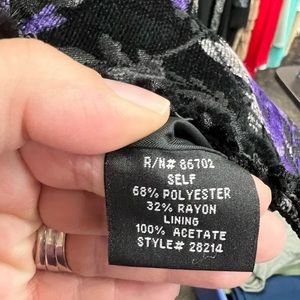 R/N# 86702
SELF
68% POLYESTER
32% RAYON
LINING
100% ACETATE
STYLE# 28214